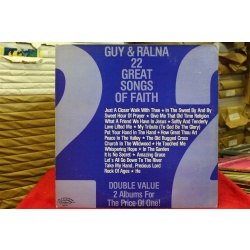 GUY & RALNA
22
GREAT
SONGS
OF FAITH
Just A Closer Walk With Thee • In The Sweet By And By
Sweet Hour Of Prayer • Give Me That Old Time Religion
What A Friend We Have In Jesus • Softly And Tenderly
Love Lifted Me • My Tribute (To God Be The Glory)
Put Your Hand In The Hand • How Great Thou Art
Peace In The Valley • The Old Rugged Cross
Church In The Wildwood • He Touched Me
Whispering Hope • In The Garden
It Is No Secret • Amazing Grace
Let's All Go Down To The River
Take My Hand, Precious Lord
Rock Of Ages • He
DOUBLE VALUE
2 Albums For
The Price Of One!